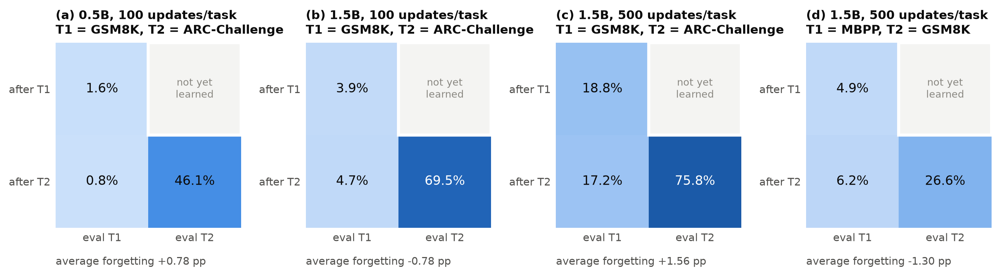 (a) 0.5B, 100 updates/task
T1 = GSM8K, T2 = ARC-Challenge
after T1
1.6%
not yet
learned
after T2
0.8%
46.1%
eval T1
eval T2
average forgetting +0.78 pp
(b) 1.5B, 100 updates/task
T1 = GSM8K, T2 = ARC-Challenge
after T1
3.9%
not yet
learned
after T2
4.7%
69.5%
eval T1
eval T2
average forgetting -0.78 pp
(c) 1.5B, 500 updates/task
T1 = GSM8K, T2 = ARC-Challenge
after T1
18.8%
not yet
learned
after T2
17.2%
75.8%
eval T1
eval T2
average forgetting +1.56 pp
(d) 1.5B, 500 updates/task
T1 = MBPP, T2 = GSM8K
after T1
4.9%
not yet
learned
after T2
6.2%
26.6%
eval T1
eval T2
average forgetting -1.30 pp